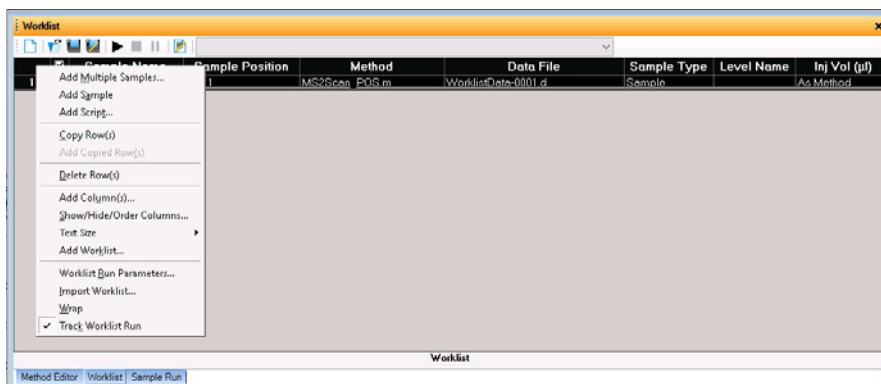 Worklist
Sample Name Sample Position Method Data File Sample Type Level Name Inj Vol (µl)
1 1 MS2Scan_POS.m WorklistData-0001.d Sample As Method
Add Multiple Samples...
Add Sample
Add Script...
Copy Row(s)
Add Copied Row(s)
Delete Row(s)
Add Column(s)...
Show/Hide/Order Columns...
Text Size
Add Worklist...
Worklist Run Parameters...
Import Worklist...
Wrap
Track Worklist Run
Worklist
Method Editor Worklist Sample Run